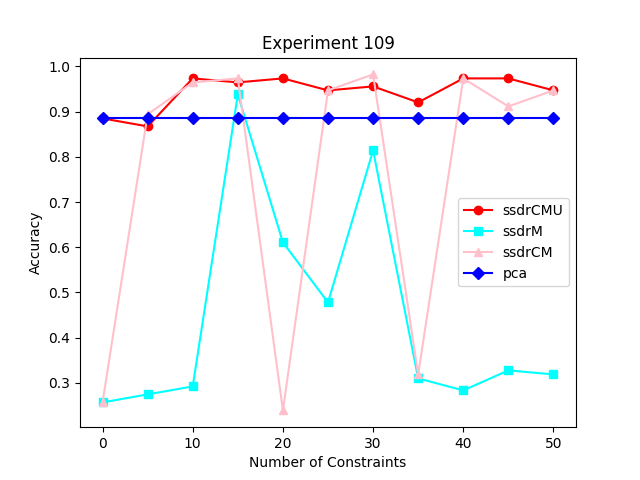 Experiment 109
Accuracy
1.0
0.9
0.8
0.7
0.6
0.5
0.4
0.3
ssdrCMU
ssdrM
ssdrCM
pca
0 10 20 30 40 50
Number of Constraints